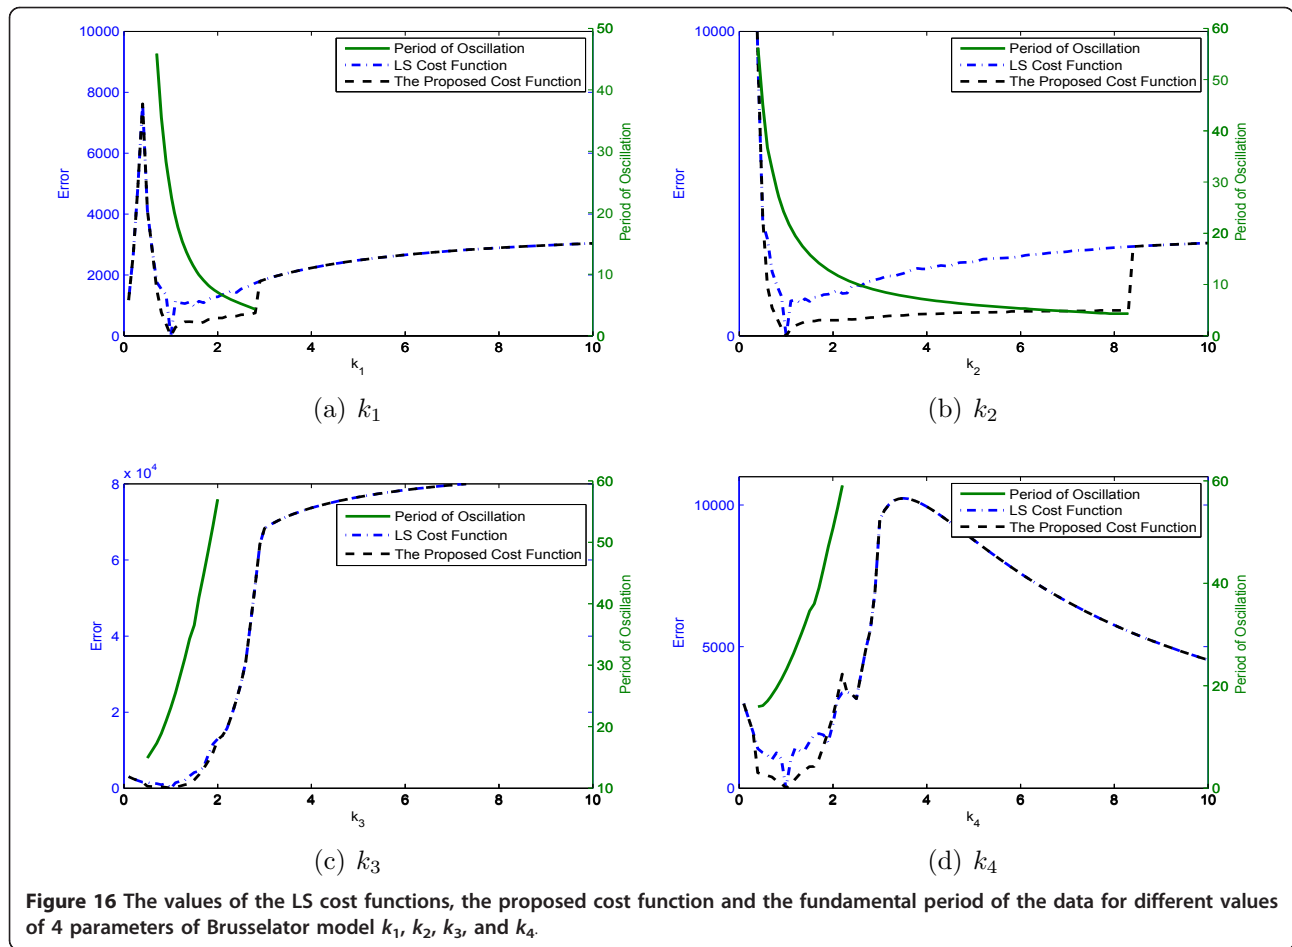 10000
8000
6000
4000
2000
0
Error
50
40
30
20
10
0
Period of Oscillation
Period of Oscillation
LS Cost Function
The Proposed Cost Function
0 2 4 6 8 10
k1
(a) k1
10000
5000
0
Error
60
50
40
30
20
10
0
Period of Oscillation
Period of Oscillation
LS Cost Function
The Proposed Cost Function
0 2 4 6 8 10
k2
(b) k2
x 10^4
8
6
4
2
0
Error
60
50
40
30
20
10
Period of Oscillation
Period of Oscillation
LS Cost Function
The Proposed Cost Function
0 2 4 6 8 10
k3
(c) k3
10000
5000
0
Error
60
40
20
0
Period of Oscillation
Period of Oscillation
LS Cost Function
The Proposed Cost Function
0 2 4 6 8 10
k4
(d) k4
Figure 16 The values of the LS cost functions, the proposed cost function and the fundamental period of the data for different values
of 4 parameters of Brusselator model k1, k2, k3, and k4.